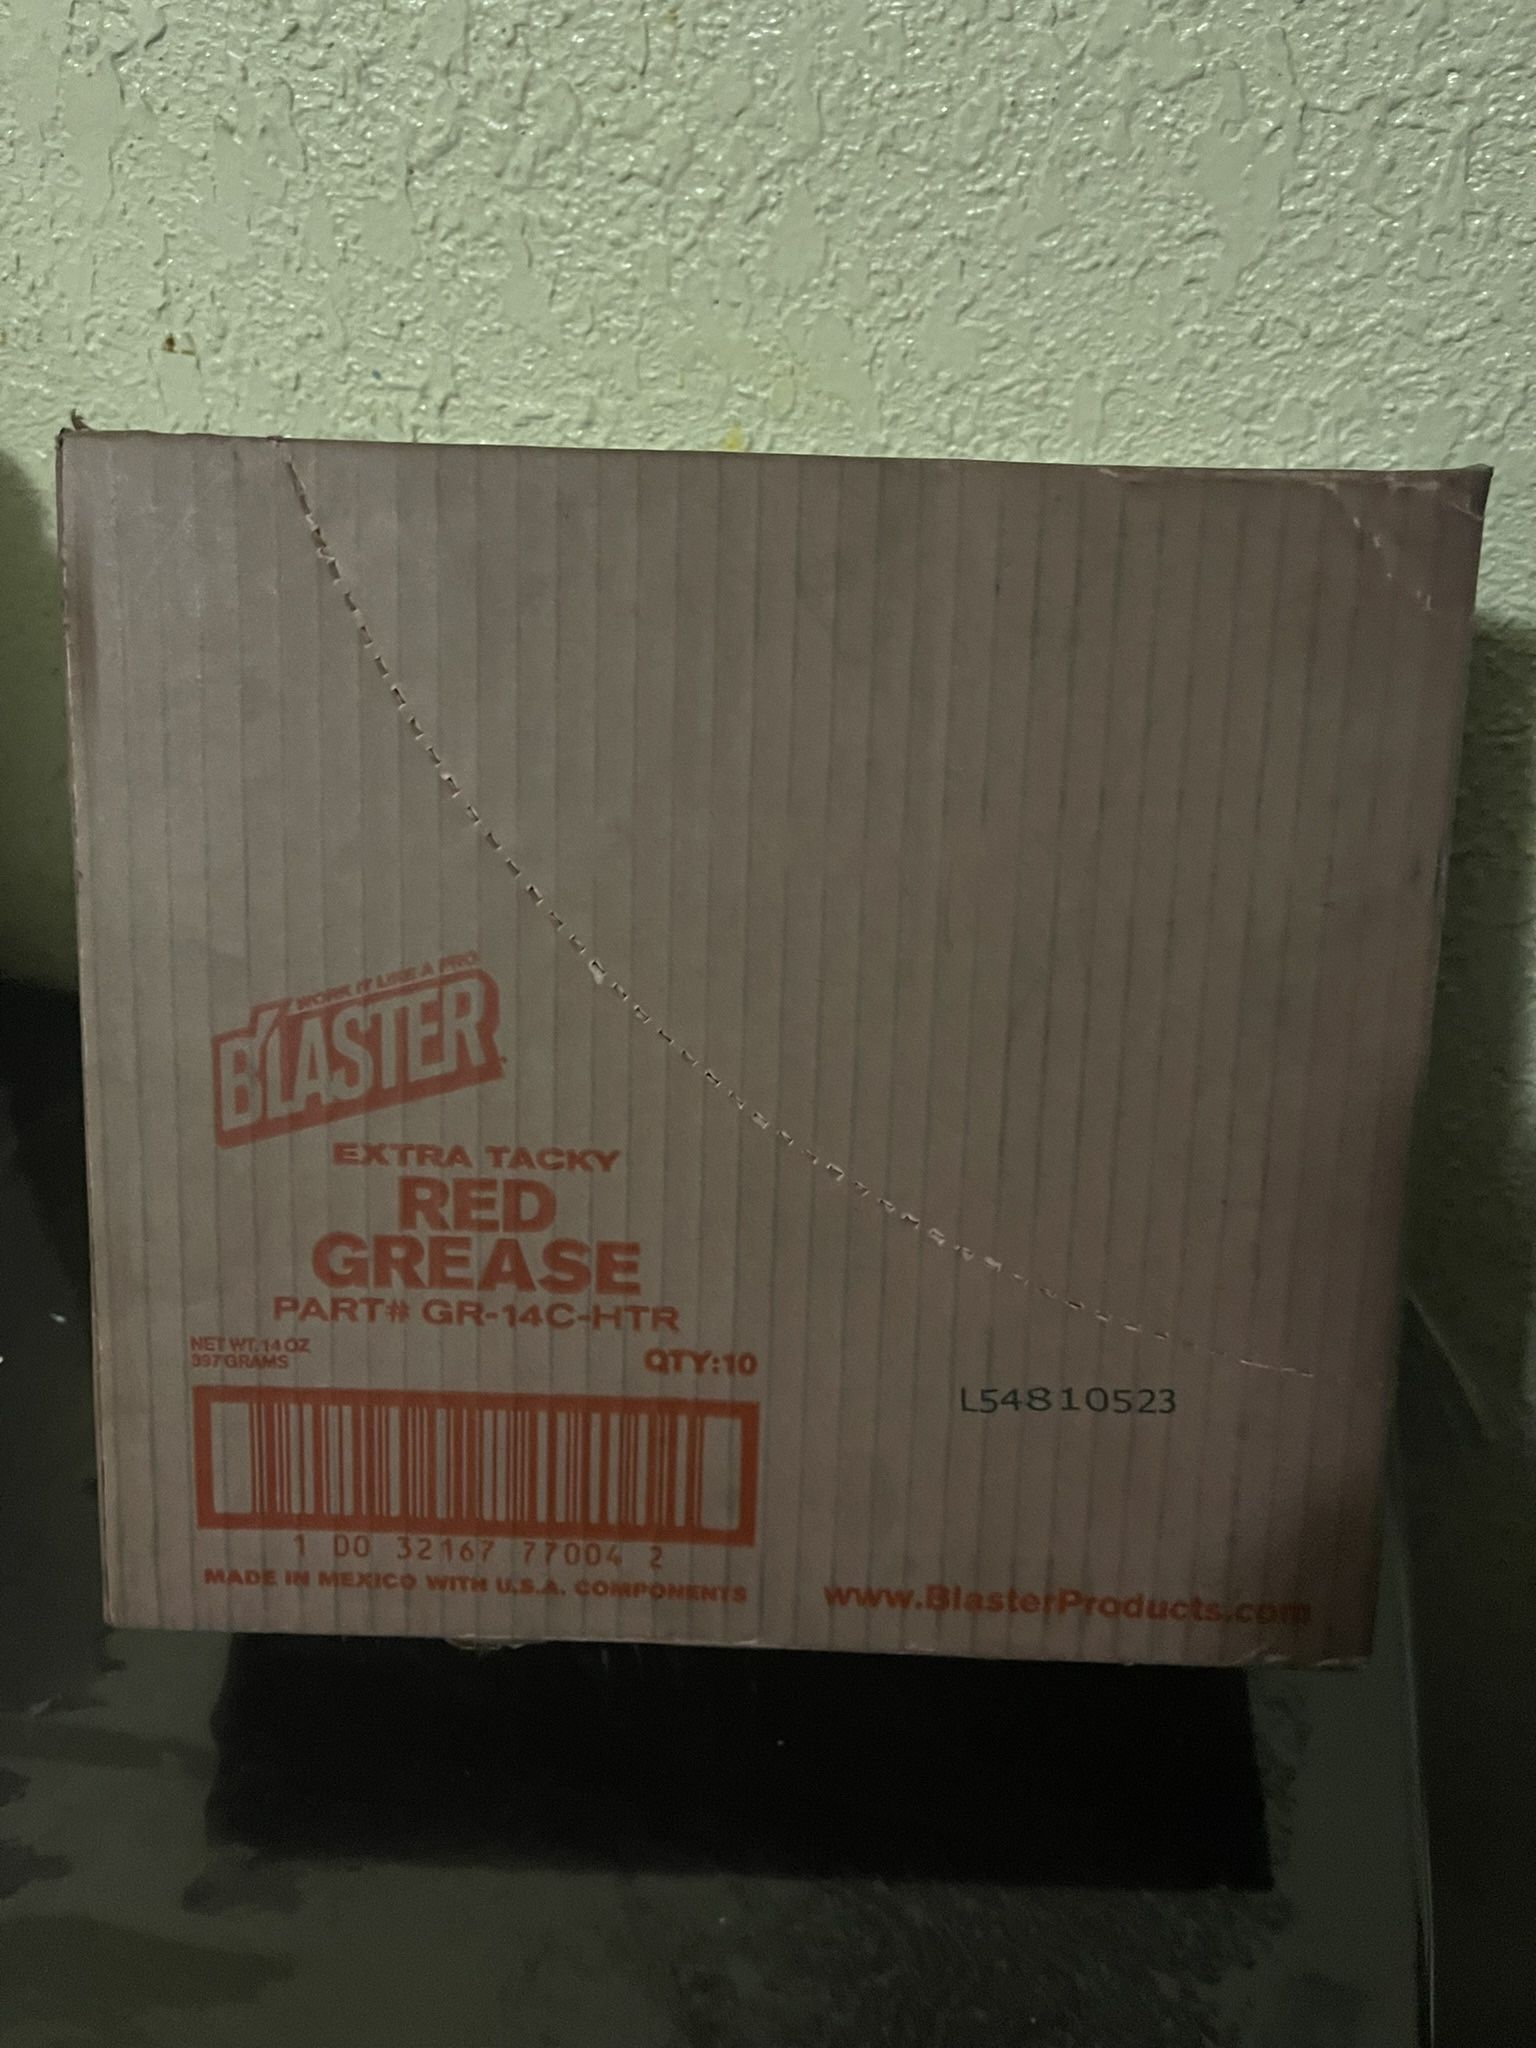 WORK IT LIKE A PRO
B'LASTER
EXTRA TACKY
RED
GREASE
PART# GR-14C-HTR
NET WT. 14 OZ
397 GRAMS
QTY:10
L54810523
1 00 32167 77004 2
MADE IN MEXICO WITH U.S.A. COMPONENTS
www.BlasterProducts.com